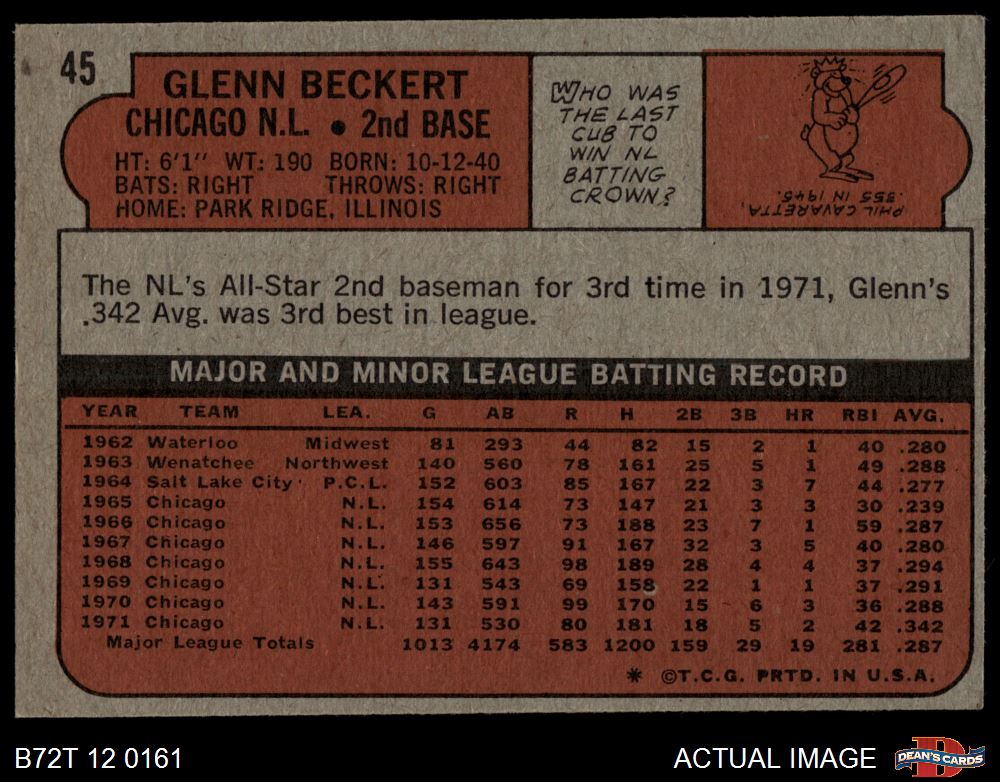 45
GLENN BECKERT
CHICAGO N.L. • 2nd BASE
HT: 6'1" WT: 190 BORN: 10-12-40
BATS: RIGHT THROWS: RIGHT
HOME: PARK RIDGE, ILLINOIS
WHO WAS
THE LAST
CUB TO
WIN NL
BATTING
CROWN?
PHIL CAVARETTA,
.355 IN 1945.
The NL's All-Star 2nd baseman for 3rd time in 1971, Glenn's
.342 Avg. was 3rd best in league.
MAJOR AND MINOR LEAGUE BATTING RECORD
YEAR TEAM LEA. G AB R H 2B 3B HR RBI AVG.
1962 Waterloo Midwest 81 293 44 82 15 2 1 40 .280
1963 Wenatchee Northwest 140 560 78 161 25 5 1 49 .288
1964 Salt Lake City P.C.L. 152 603 85 167 22 3 7 44 .277
1965 Chicago N.L. 154 614 73 147 21 3 3 30 .239
1966 Chicago N.L. 153 656 73 188 23 7 1 59 .287
1967 Chicago N.L. 146 597 91 167 32 3 5 40 .280
1968 Chicago N.L. 155 643 98 189 28 4 4 37 .294
1969 Chicago N.L. 131 543 69 158 22 1 1 37 .291
1970 Chicago N.L. 143 591 99 170 15 6 3 36 .288
1971 Chicago N.L. 131 530 80 181 18 5 2 42 .342
Major League Totals 1013 4174 583 1200 159 29 19 281 .287
* ©T.C.G. PRTD. IN U.S.A.
B72T 12 0161
ACTUAL IMAGE
D
DEAN'S CARDS